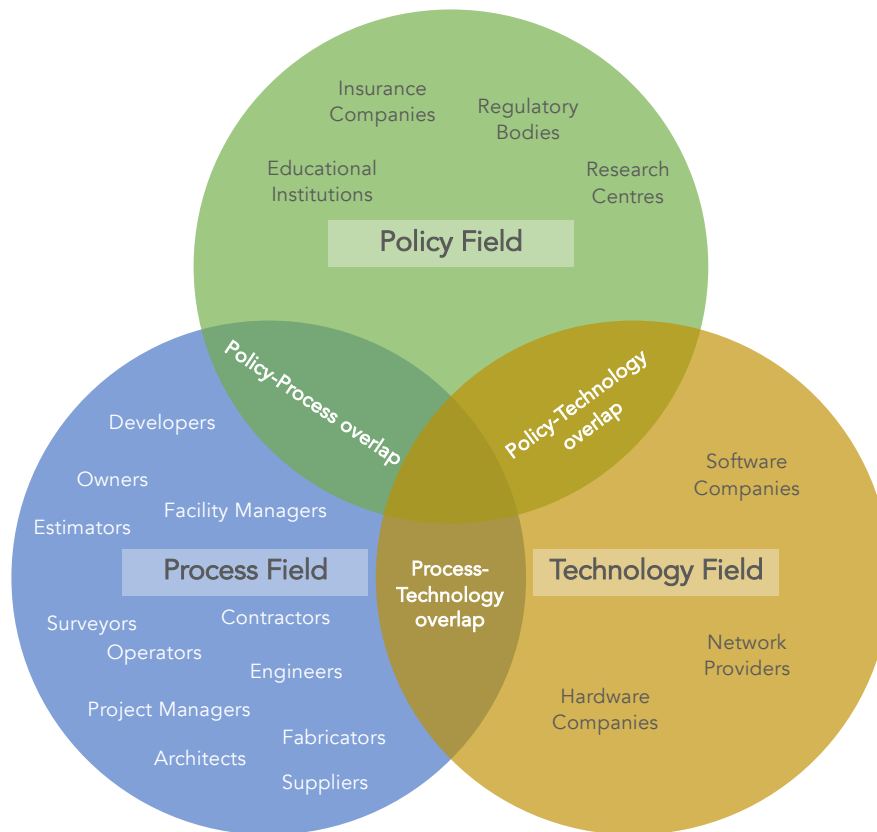 Insurance
Companies
Regulatory
Bodies
Educational
Institutions
Research
Centres
Policy Field
Policy-Process overlap
Policy-Technology
overlap
Developers
Owners
Facility Managers
Estimators
Process Field
Surveyors
Contractors
Operators
Engineers
Project Managers
Fabricators
Architects
Suppliers
Process-
Technology
overlap
Software
Companies
Technology Field
Network
Providers
Hardware
Companies